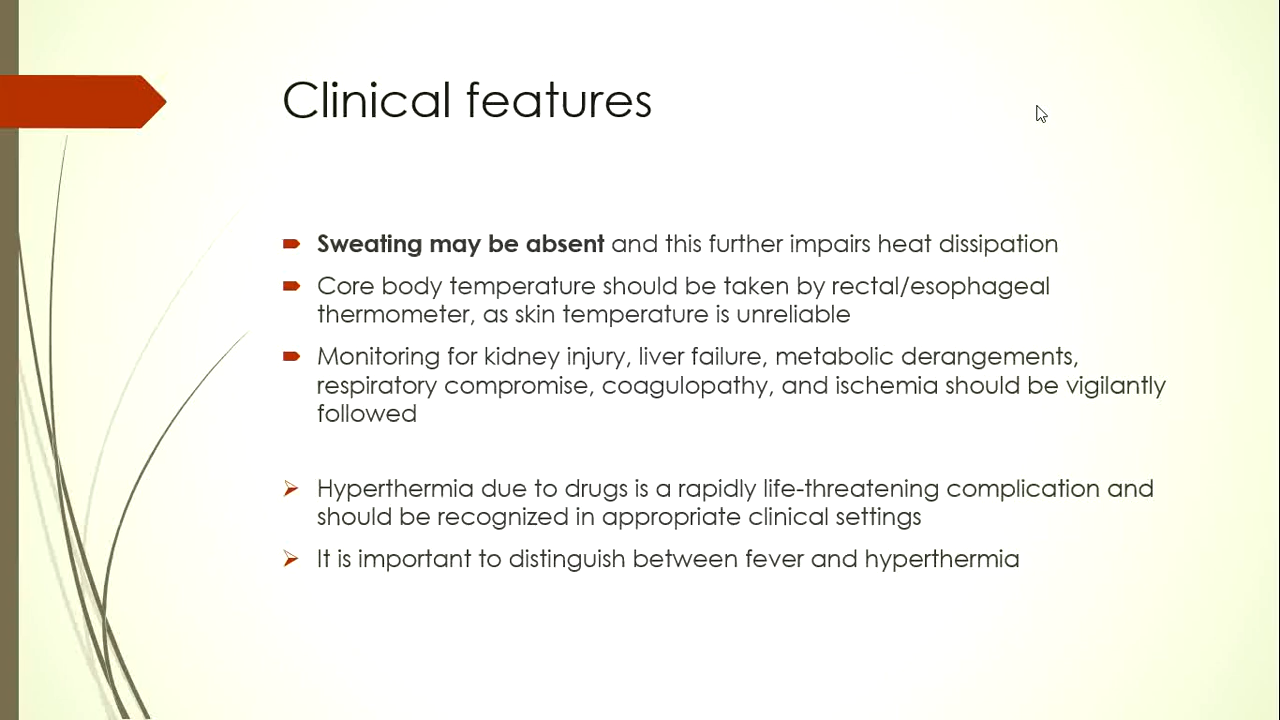 Clinical features
Sweating may be absent and this further impairs heat dissipation
Core body temperature should be taken by rectal/esophageal
thermometer, as skin temperature is unreliable
Monitoring for kidney injury, liver failure, metabolic derangements,
respiratory compromise, coagulopathy, and ischemia should be vigilantly
followed
Hyperthermia due to drugs is a rapidly life-threatening complication and
should be recognized in appropriate clinical settings
It is important to distinguish between fever and hyperthermia